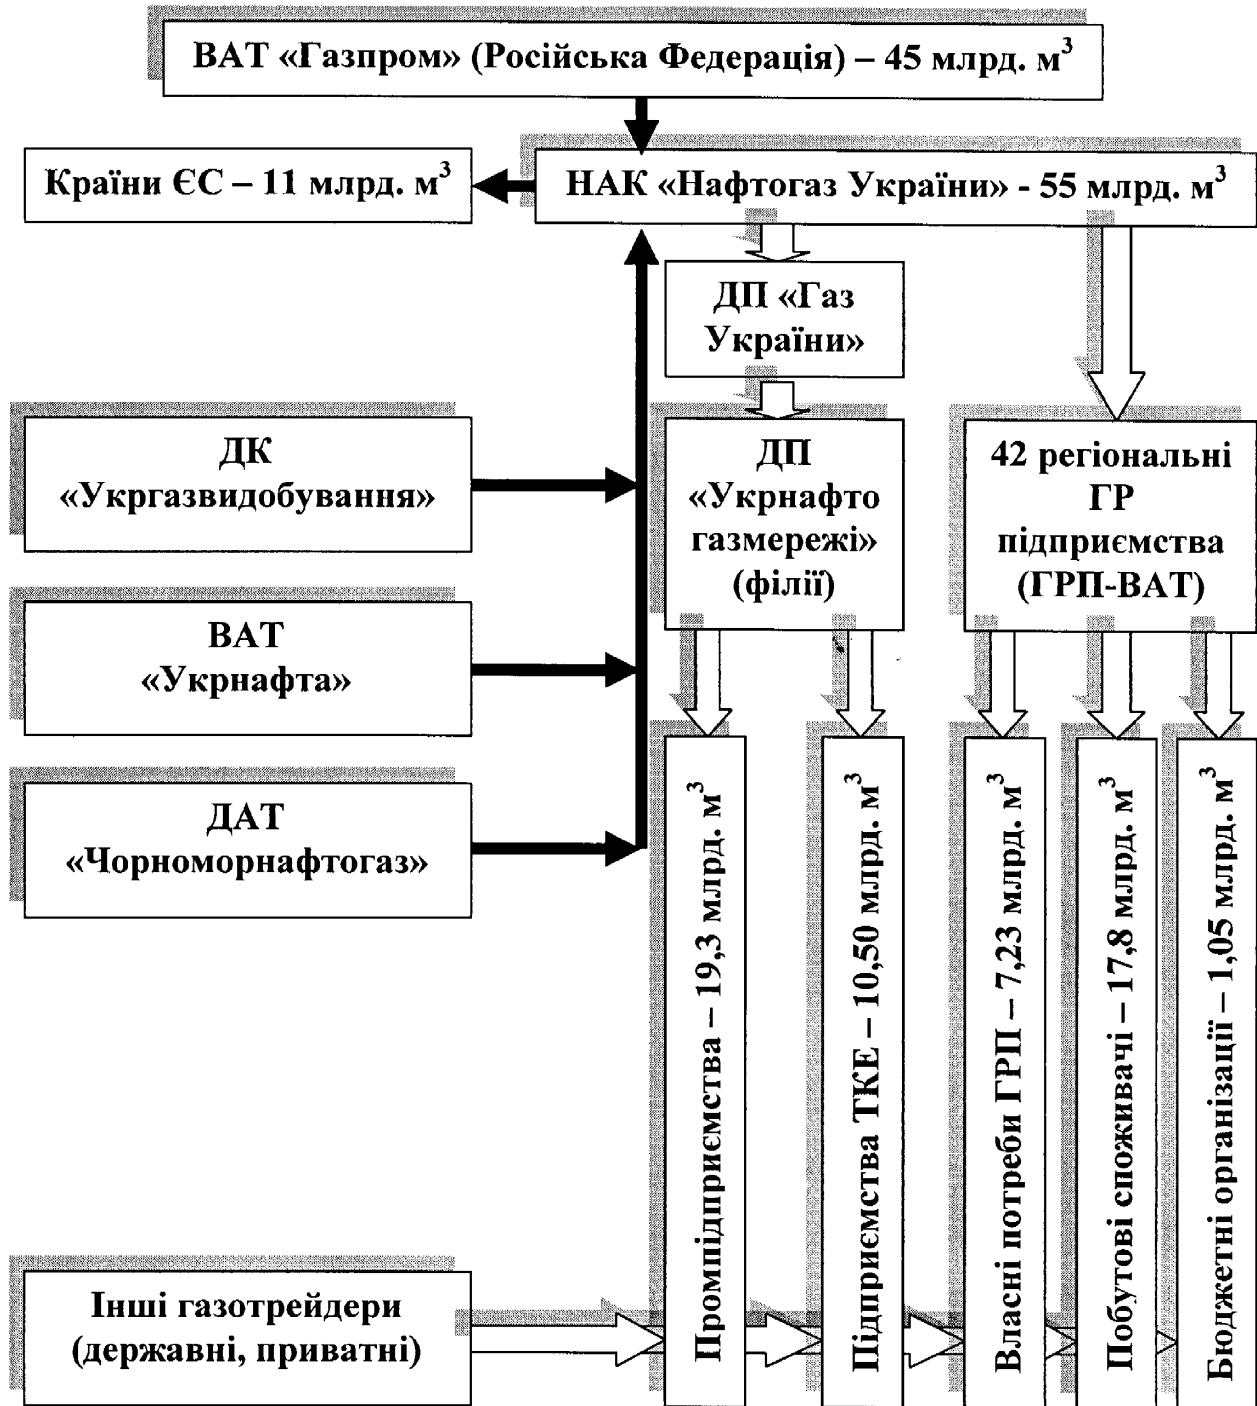 ВАТ «Газпром» (Російська Федерація) – 45 млрд. м³
Країни ЄС – 11 млрд. м³
НАК «Нафтогаз України» - 55 млрд. м³
ДП «Газ
України»
ДК
«Укргазвидобування»
ДП
«Укрнафто
газмережі»
(філії)
42 регіональні
ГР
підприємства
(ГРП-ВАТ)
ВАТ
«Укрнафта»
ДАТ
«Чорноморнафтогаз»
Промпідприємства – 19,3 млрд. м³
Підприємства ТКЕ – 10,50 млрд. м³
Власні потреби ГРП – 7,23 млрд. м³
Побутові споживачі – 17,8 млрд. м³
Бюджетні організації – 1,05 млрд. м³
Інші газотрейдери
(державні, приватні)